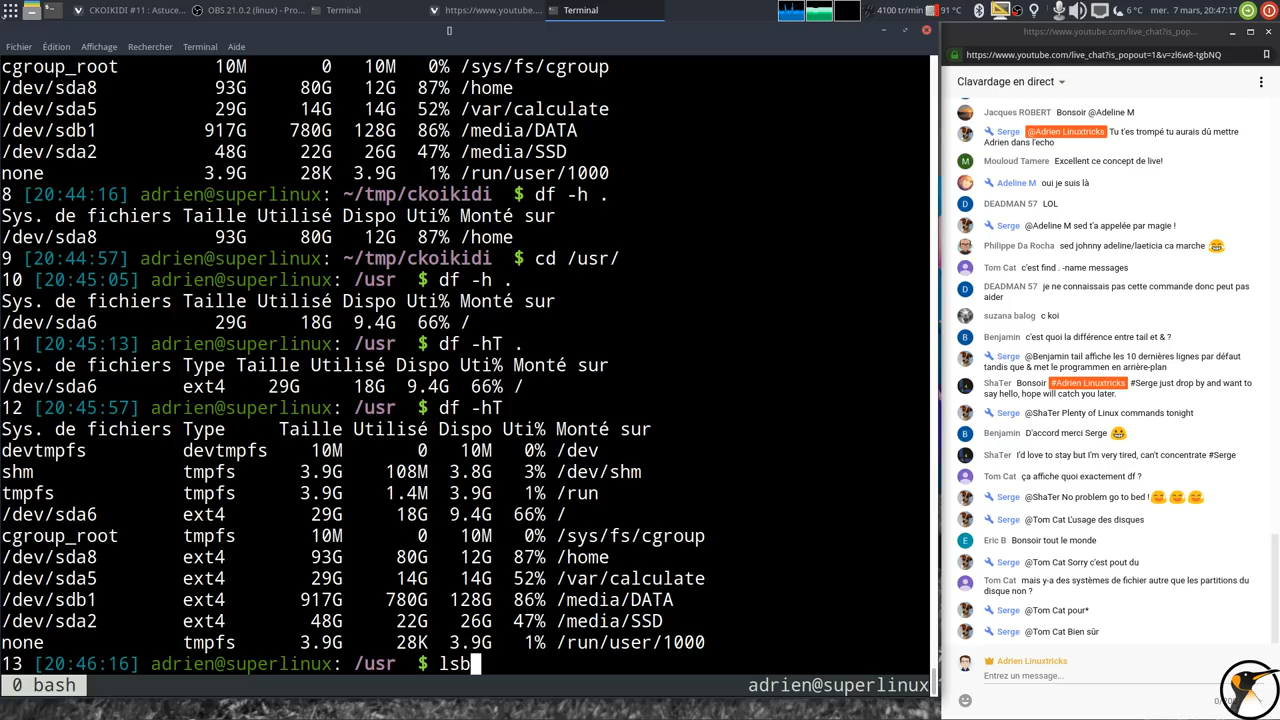 CKOIKIDI #11 : Astuce...
OBS 21.0.2 (linux) - Pro...
Terminal
https://www.youtube....
Terminal
4100 tr/min
91 °C
6 °C
mer. 7 mars, 20:47:17
Fichier Édition Affichage Rechercher Terminal Aide
cgroup_root 10M 0 10M 0% /sys/fs/cgroup
/dev/sda8 93G 80G 12G 87% /home
/dev/sda5 29G 14G 14G 52% /var/calculate
/dev/sdb1 917G 780G 128G 86% /media/DATA
/dev/sda2 48G 22G 26G 47% /media/SSD
none 3.9G 28K 3.9G 1% /run/user/1000
8 [20:44:16] adrien@superlinux: ~/tmp/ckoikidi $ df -h .
Sys. de fichiers Taille Utilisé Dispo Uti% Monté sur
/dev/sda8 93G 80G 12G 87% /home
9 [20:44:57] adrien@superlinux: ~/tmp/ckoikidi $ cd /usr/
10 [20:45:05] adrien@superlinux: /usr $ df -h .
Sys. de fichiers Taille Utilisé Dispo Uti% Monté sur
/dev/sda6 29G 18G 9.4G 66% /
11 [20:45:13] adrien@superlinux: /usr $ df -hT .
Sys. de fichiers Type Taille Utilisé Dispo Uti% Monté sur
/dev/sda6 ext4 29G 18G 9.4G 66% /
12 [20:45:57] adrien@superlinux: /usr $ df -hT
Sys. de fichiers Type Taille Utilisé Dispo Uti% Monté sur
devtmpfs devtmpfs 10M 0 10M 0% /dev
shm tmpfs 3.9G 108M 3.8G 3% /dev/shm
tmpfs tmpfs 3.9G 1.4M 3.9G 1% /run
/dev/sda6 ext4 29G 18G 9.4G 66% /
cgroup_root tmpfs 10M 0 10M 0% /sys/fs/cgroup
/dev/sda8 ext4 93G 80G 12G 87% /home
/dev/sda5 ext4 29G 14G 14G 52% /var/calculate
/dev/sdb1 ext4 917G 780G 128G 86% /media/DATA
/dev/sda2 ext4 48G 22G 26G 47% /media/SSD
none tmpfs 3.9G 28K 3.9G 1% /run/user/1000
13 [20:46:16] adrien@superlinux: /usr $ lsb
0 bash
adrien@superlinux
https://www.youtube.com/live_chat?is_pop...
https://www.youtube.com/live_chat?is_popout=1&v=zl6w8-tgbNQ
Clavardage en direct
Jacques ROBERT Bonsoir @Adeline M
Serge @Adrien Linuxtricks Tu t'es trompé tu aurais dû mettre
Adrien dans l'echo
M Mouloud Tamere Excellent ce concept de live!
Adeline M oui je suis là
D DEADMAN 57 LOL
Serge @Adeline M sed t'a appelée par magie !
Philippe Da Rocha sed johnny adeline/laeticia ca marche
Tom Cat c'est find . -name messages
D DEADMAN 57 je ne connaissais pas cette commande donc peut pas
aider
suzana balog c koi
B Benjamin c'est quoi la différence entre tail et & ?
Serge @Benjamin tail affiche les 10 dernières lignes par défaut
tandis que & met le programmen en arrière-plan
ShaTer Bonsoir #Adrien Linuxtricks #Serge just drop by and want to
say hello, hope will catch you later.
Serge @ShaTer Plenty of Linux commands tonight
B Benjamin D'accord merci Serge
ShaTer I'd love to stay but I'm very tired, can't concentrate #Serge
Tom Cat ça affiche quoi exactement df ?
Serge @ShaTer No problem go to bed !
Serge @Tom Cat L'usage des disques
E Eric B Bonsoir tout le monde
Serge @Tom Cat Sorry c'est pout du
Tom Cat mais y-a des systèmes de fichier autre que les partitions du
disque non ?
Serge @Tom Cat pour*
Serge @Tom Cat Bien sûr
Adrien Linuxtricks
Entrez un message...